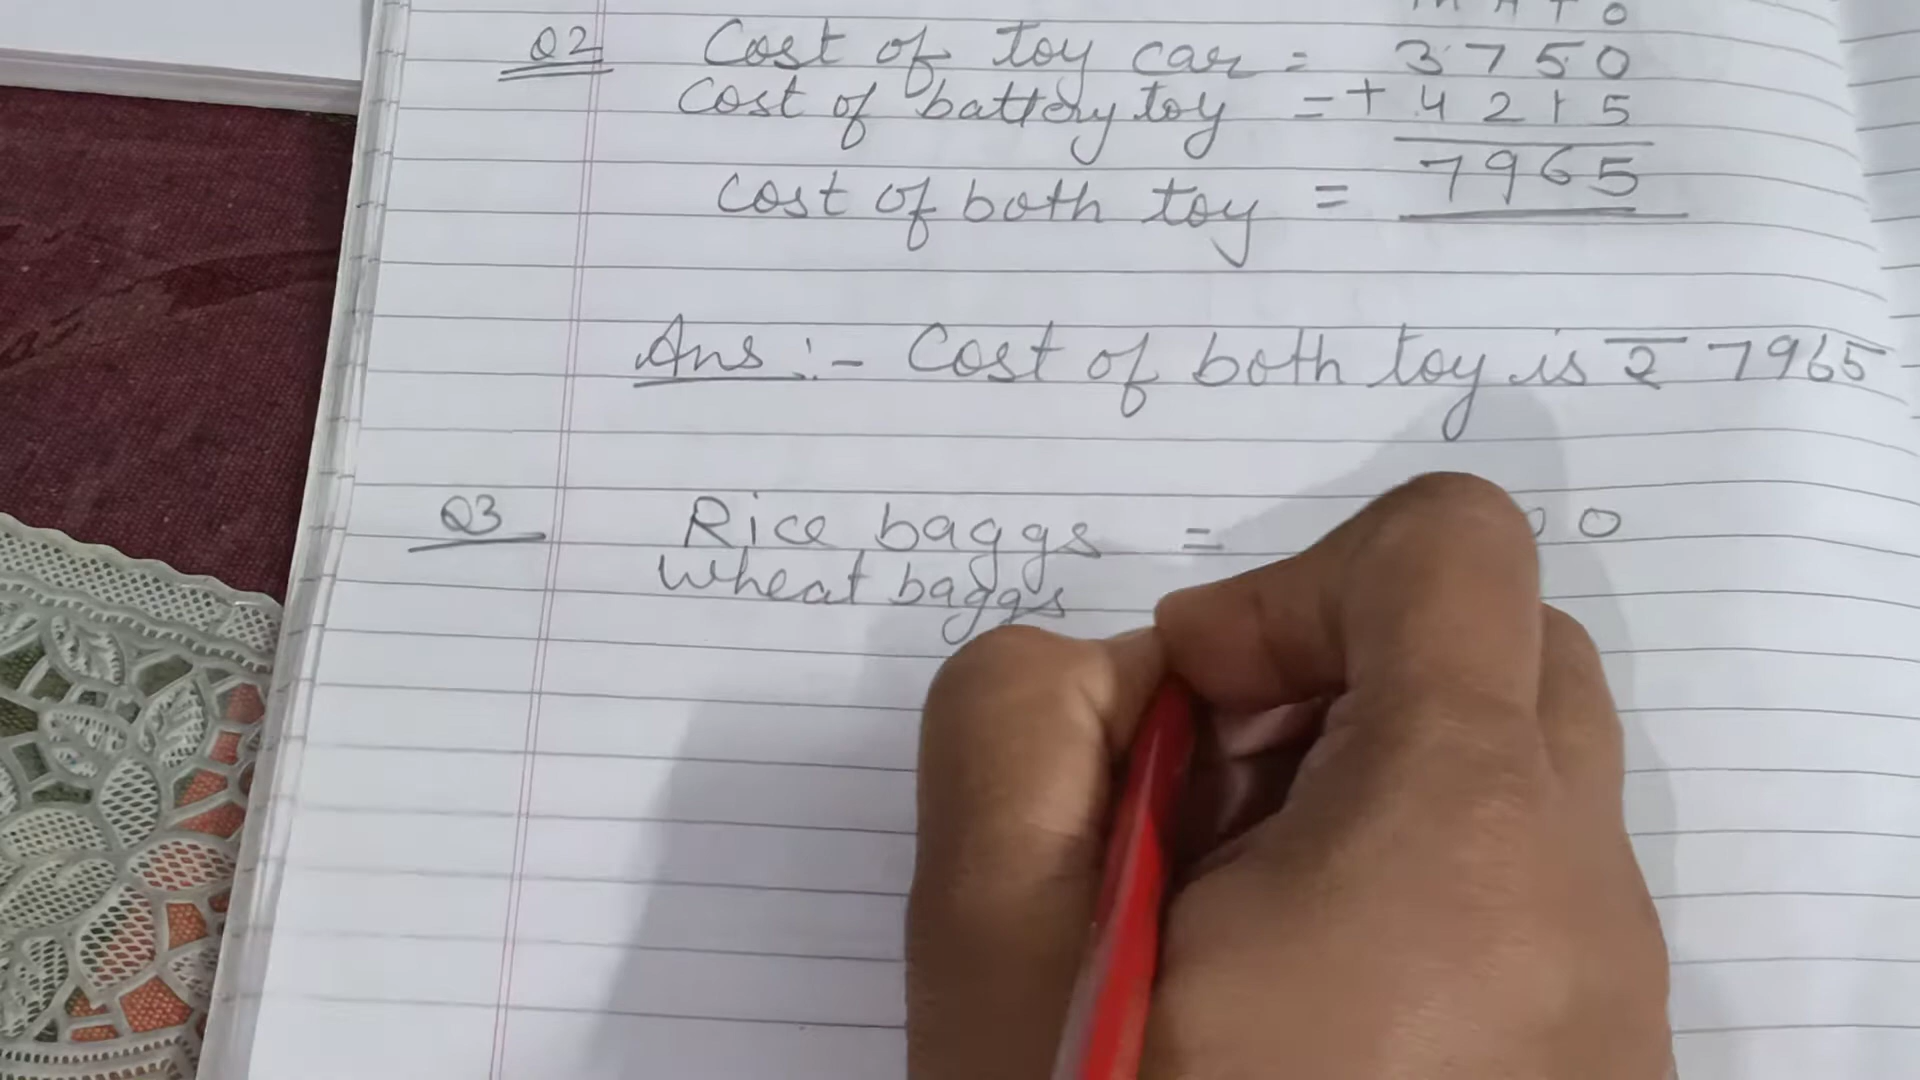 Q2 Cost of toy car = 3750
Cost of battery toy = + 4215
Cost of both toy = 7965
Ans :- Cost of both toy is ₹ 7965
Q3 Rice baggs = 0
Wheat baggs